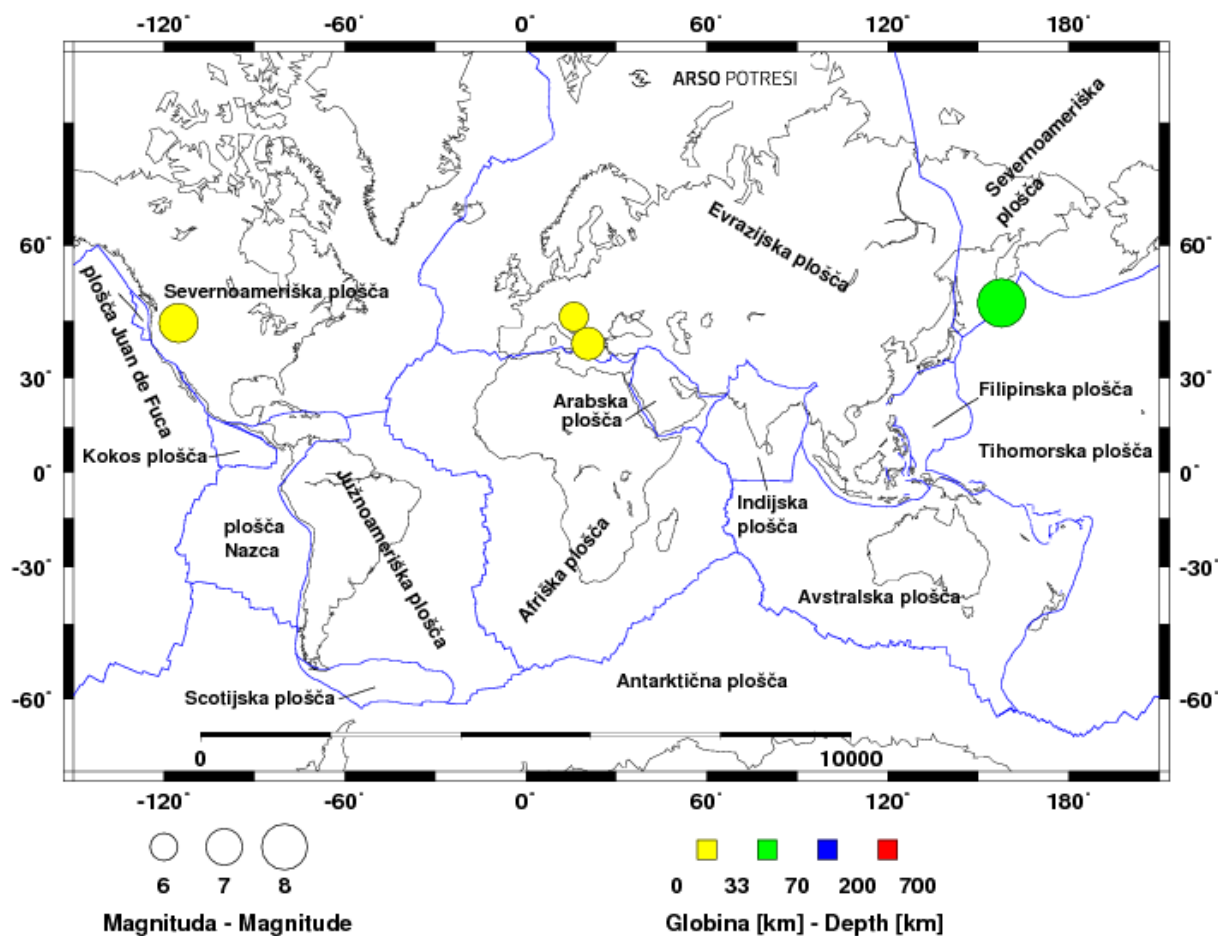 -120° -60° 0° 60° 120° 180°
ARSO POTRESI
Severnoameriška
plošča
Evrazijska plošča
60° 60°
Severnoameriška plošča
plošča Juan de Fuca
30° 30°
Arabska
plošča
Filipinska plošča
Kokos plošča
Tihomorska plošča
0° 0°
Južnoameriška plošča
Indijska
plošča
plošča
Nazca
Afriška plošča
-30° -30°
Avstralska plošča
Antarktična plošča
Scotijska plošča
-60° -60°
0 10000
-120° -60° 0° 60° 120° 180°
6 7 8
0 33 70 200 700
Magnituda - Magnitude
Globina [km] - Depth [km]